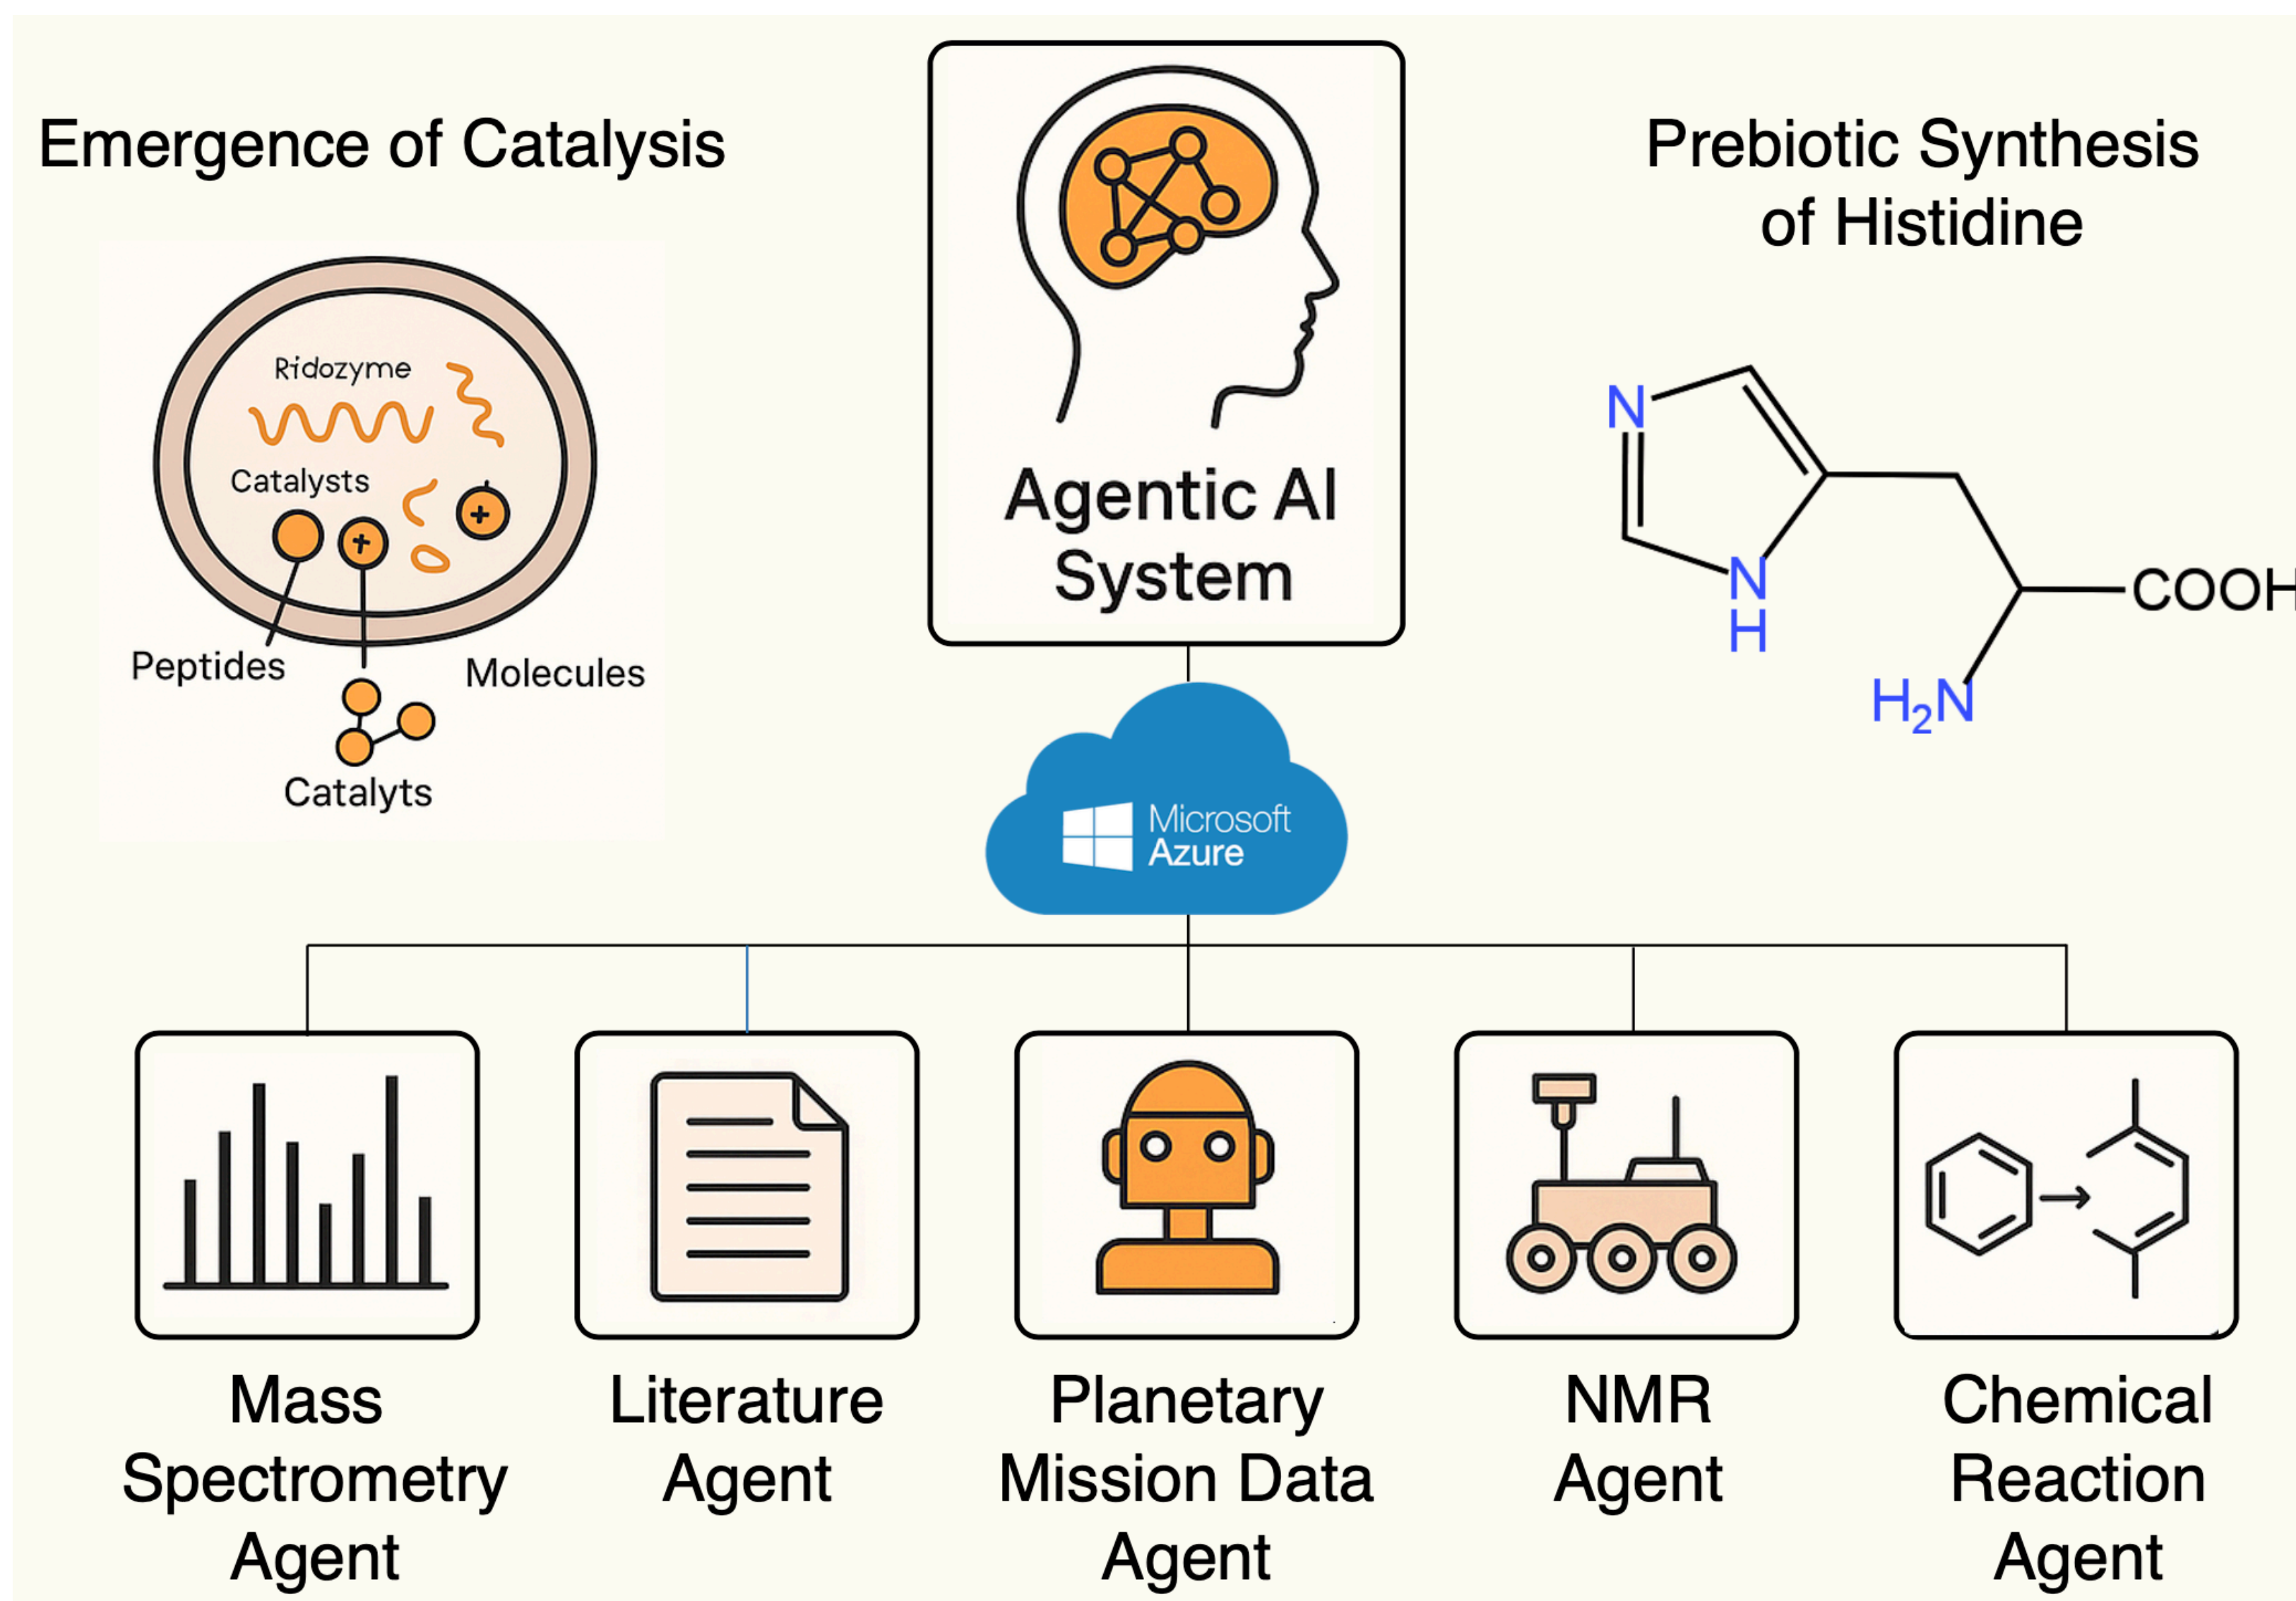 Emergence of Catalysis
Ridozyme
Catalysts
Peptides
Molecules
Catalyts
Agentic AI
System
Prebiotic Synthesis
of Histidine
N
N
H
COOH
H₂N
Microsoft
Azure
Mass
Spectrometry
Agent
Literature
Agent
Planetary
Mission Data
Agent
NMR
Agent
Chemical
Reaction
Agent